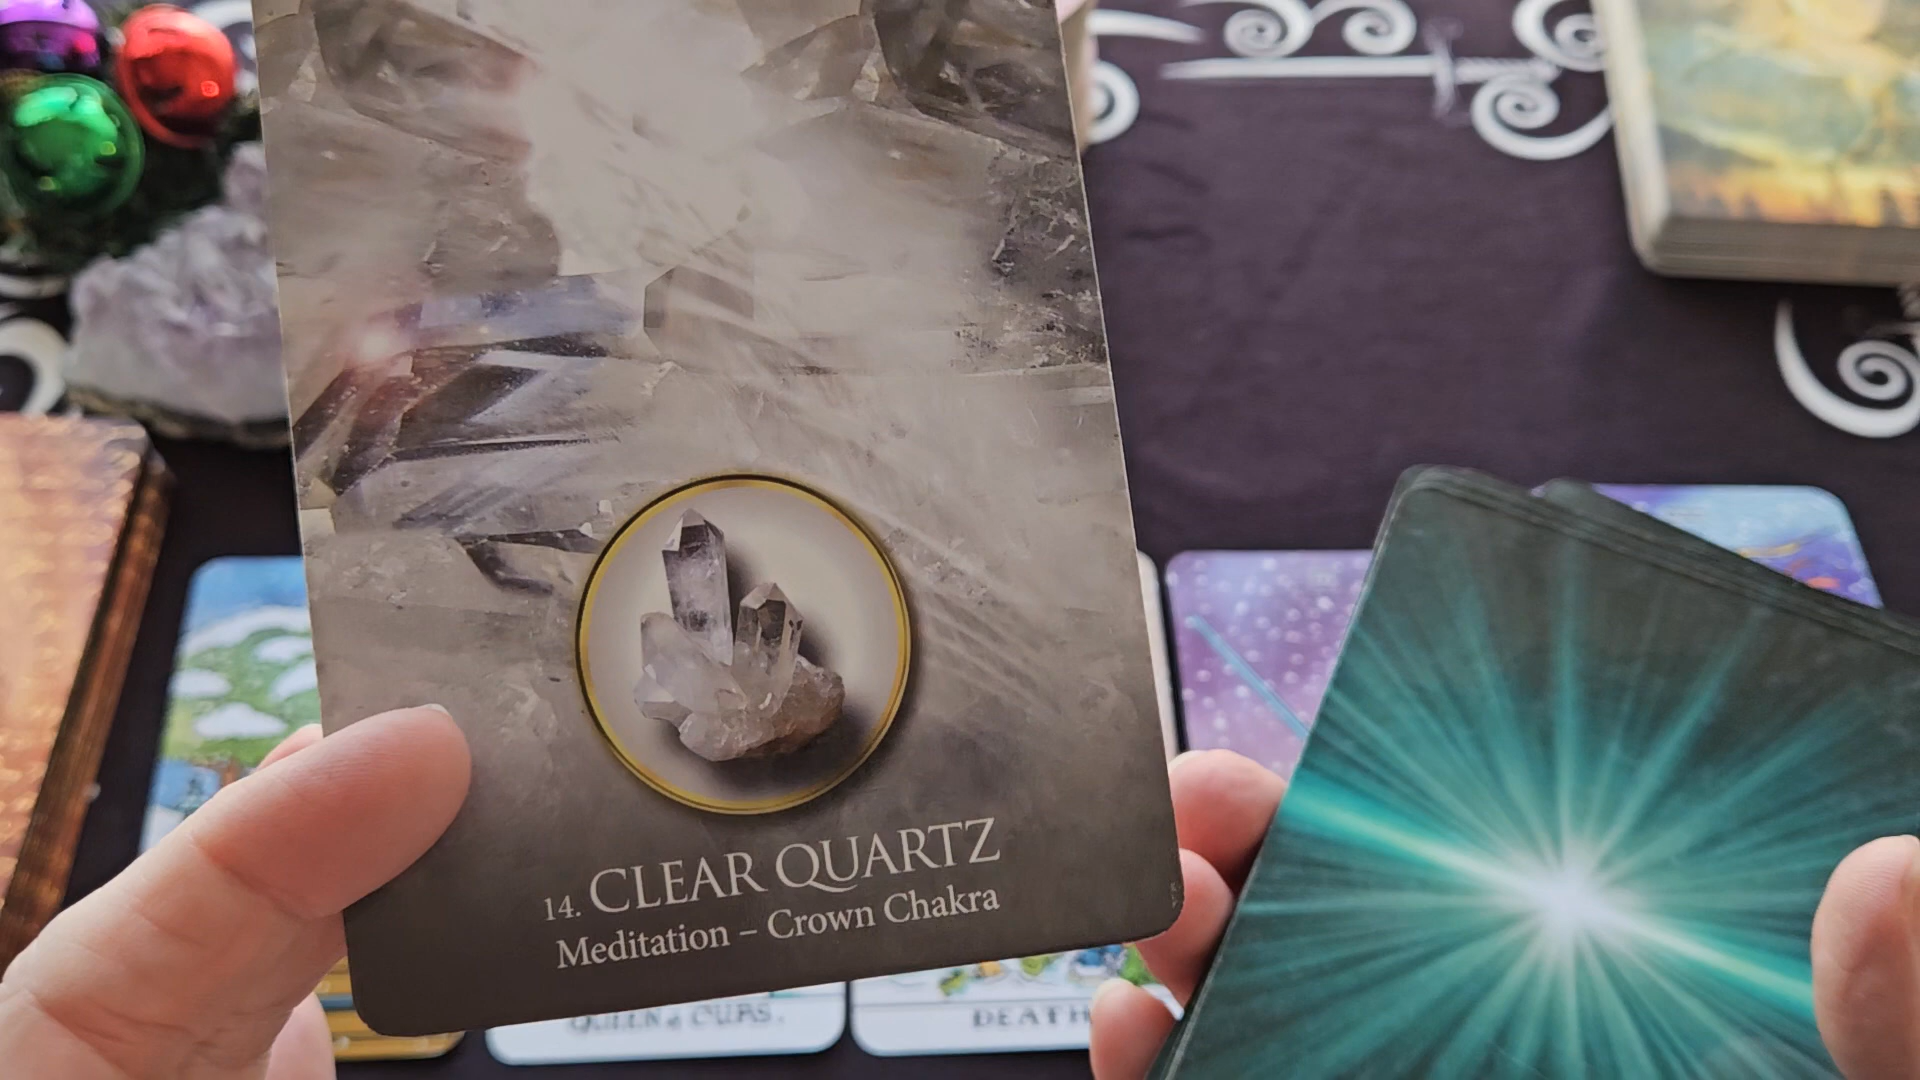 14. CLEAR QUARTZ
Meditation – Crown Chakra
QUEEN of CUPS.
DEATH